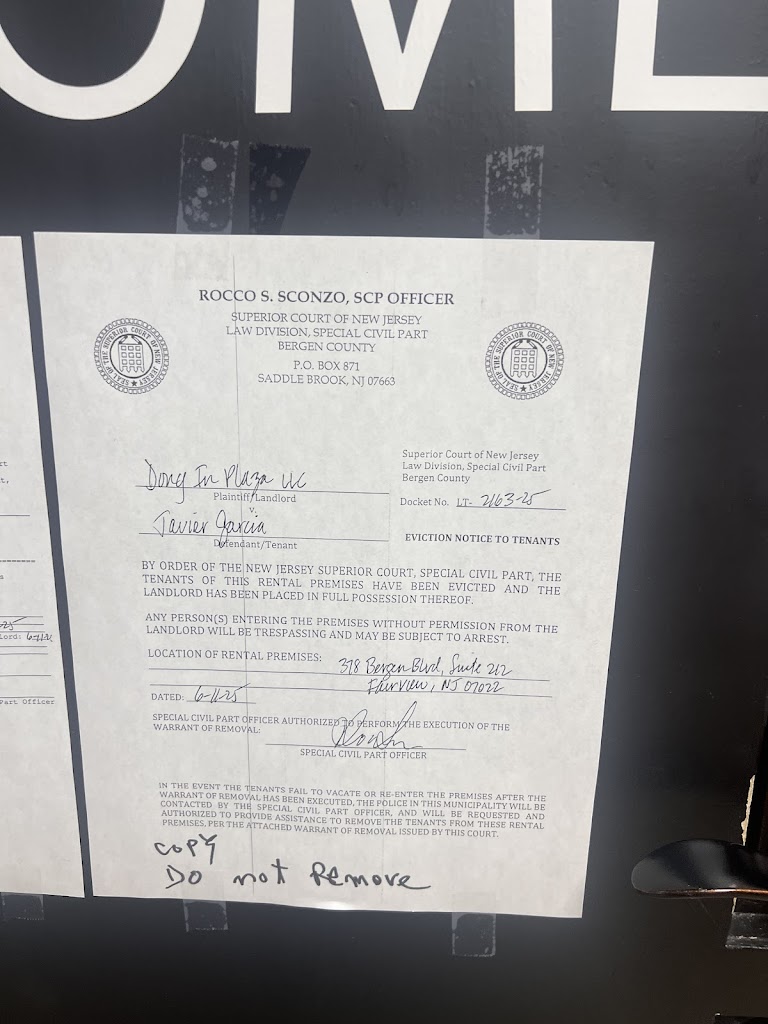 OME
ROCCO S. SCONZO, SCP OFFICER
SUPERIOR COURT OF NEW JERSEY
LAW DIVISION, SPECIAL CIVIL PART
BERGEN COUNTY
P.O. BOX 871
SADDLE BROOK, NJ 07663
Superior Court of New Jersey
Law Division, Special Civil Part
Bergen County
Dong In Plaza LLC
Plaintiff/Landlord
Docket No. LT- 2163-25
v.
Javier Garcia
Defendant/Tenant
EVICTION NOTICE TO TENANTS
BY ORDER OF THE NEW JERSEY SUPERIOR COURT, SPECIAL CIVIL PART, THE
TENANTS OF THIS RENTAL PREMISES HAVE BEEN EVICTED AND THE
LANDLORD HAS BEEN PLACED IN FULL POSSESSION THEREOF.
ANY PERSON(S) ENTERING THE PREMISES WITHOUT PERMISSION FROM THE
LANDLORD WILL BE TRESPASSING AND MAY BE SUBJECT TO ARREST.
LOCATION OF RENTAL PREMISES: 378 Bergen Blvd, Suite 212
Fairview, NJ 07022
DATED: 6-11-25
SPECIAL CIVIL PART OFFICER AUTHORIZED TO PERFORM THE EXECUTION OF THE
WARRANT OF REMOVAL:
SPECIAL CIVIL PART OFFICER
IN THE EVENT THE TENANTS FAIL TO VACATE OR RE-ENTER THE PREMISES AFTER THE
WARRANT OF REMOVAL HAS BEEN EXECUTED, THE POLICE IN THIS MUNICIPALITY WILL BE
CONTACTED BY THE SPECIAL CIVIL PART OFFICER, AND WILL BE REQUESTED AND
AUTHORIZED TO PROVIDE ASSISTANCE TO REMOVE THE TENANTS FROM THESE RENTAL
PREMISES, PER THE ATTACHED WARRANT OF REMOVAL ISSUED BY THIS COURT.
COPY
Do not Remove
Part Officer